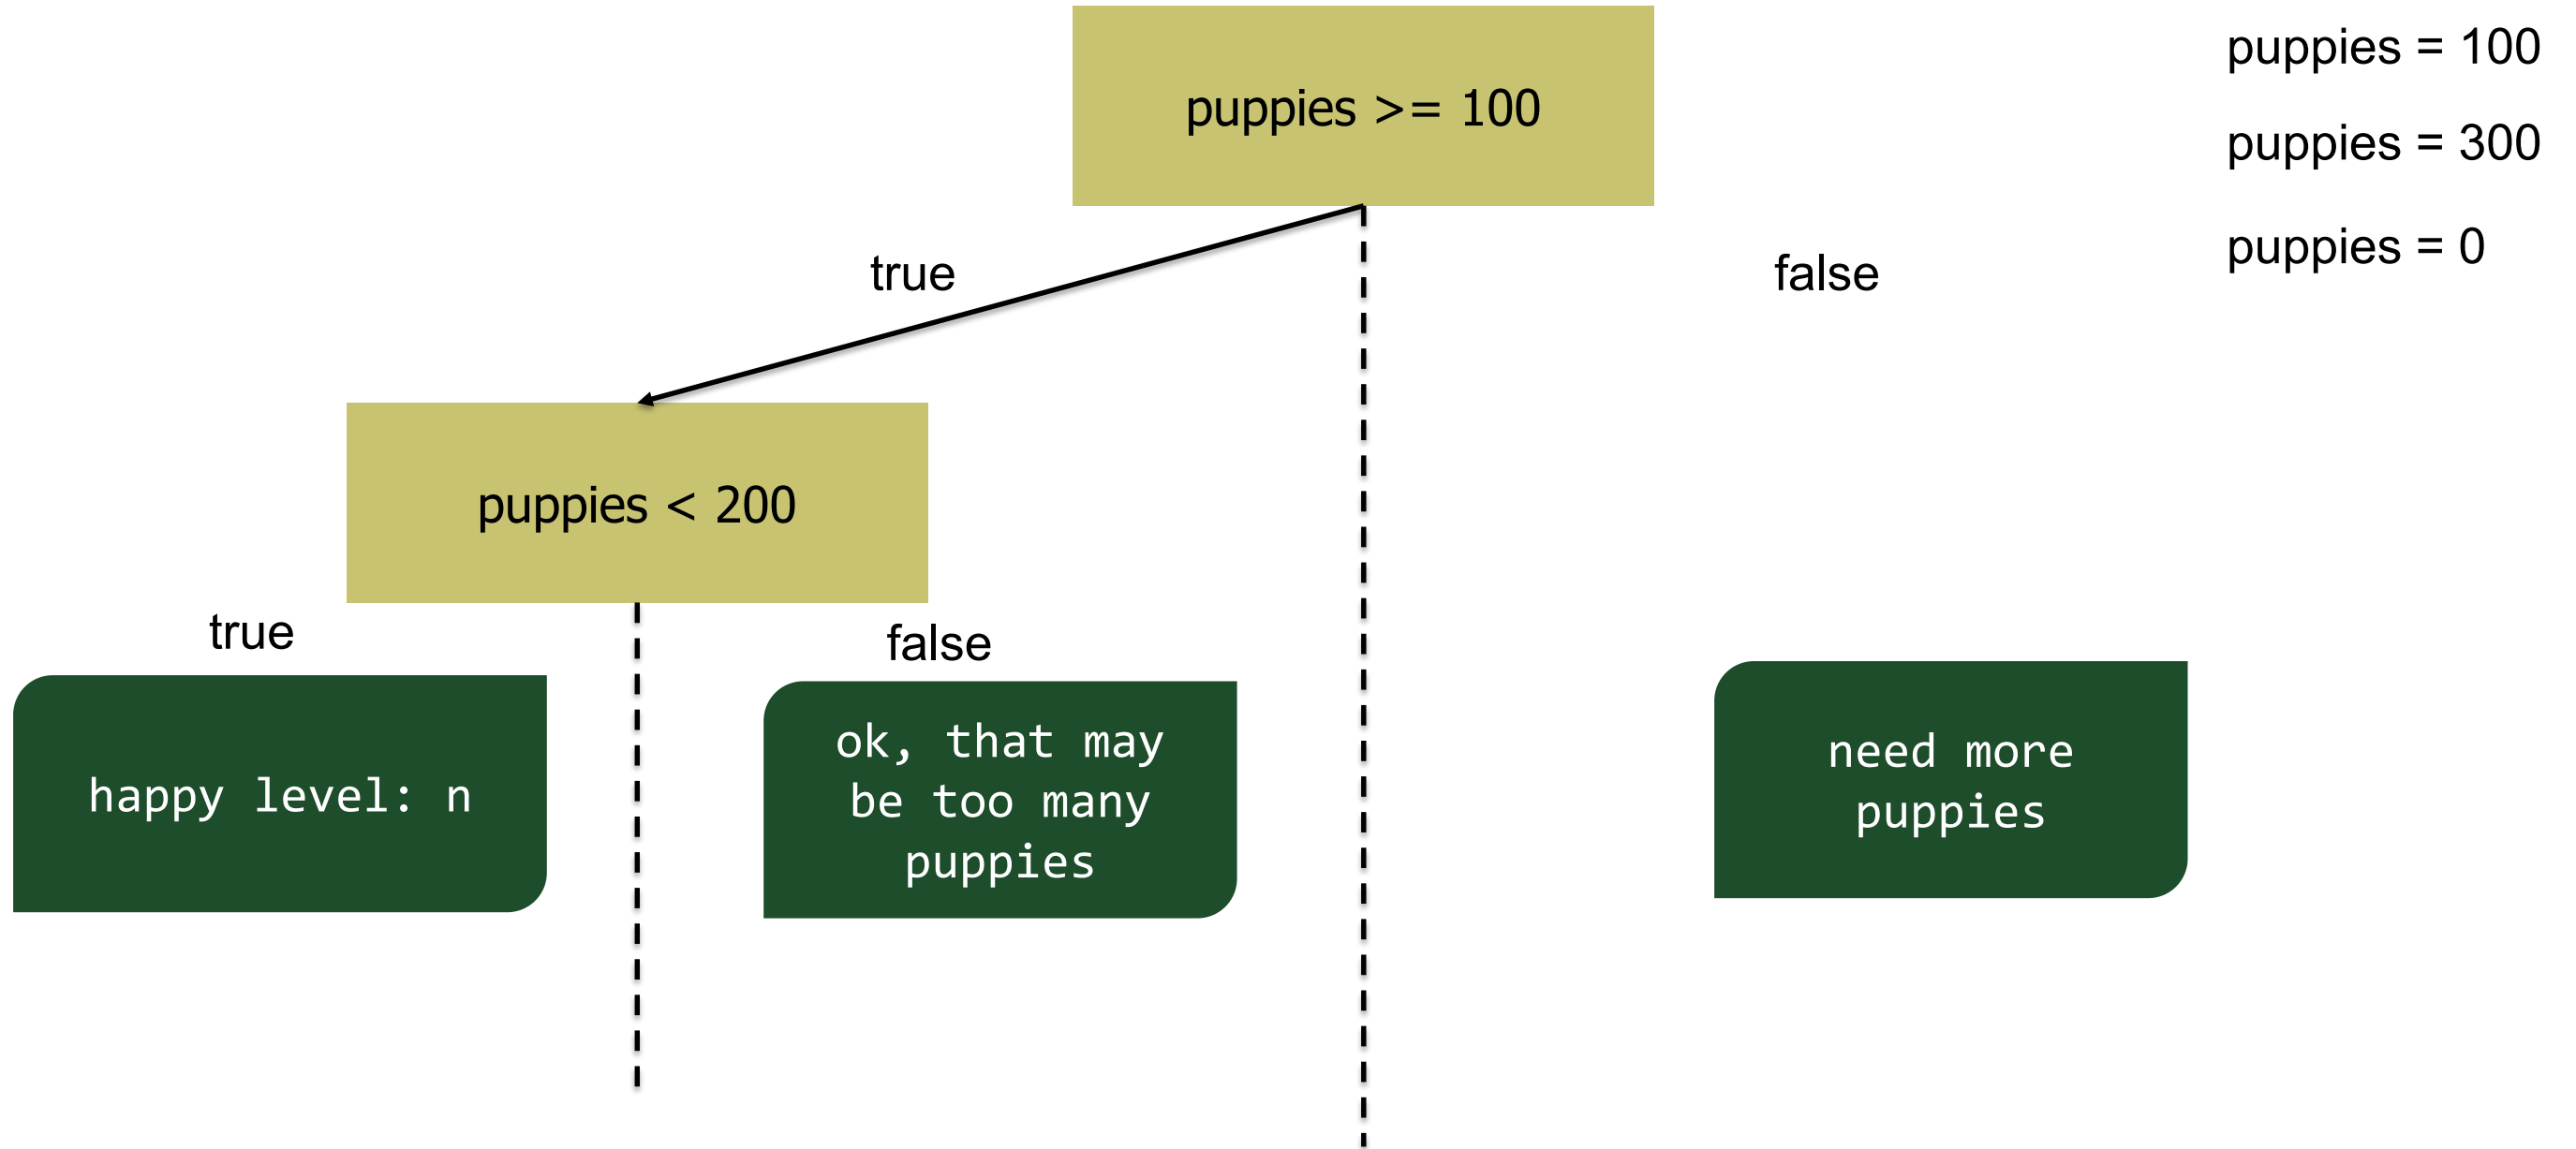 puppies >= 100
puppies = 100
puppies = 300
puppies = 0
true
false
puppies < 200
true
false
happy level: n
ok, that may
be too many
puppies
need more
puppies